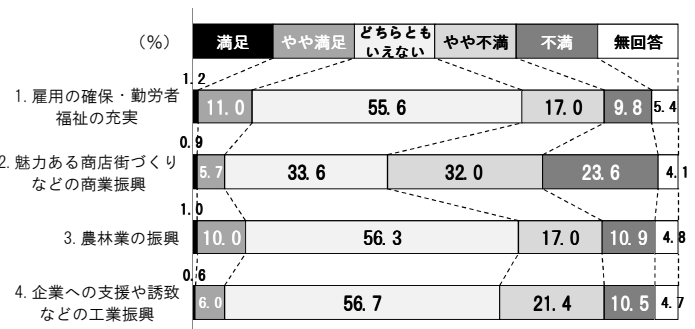 (%)
満足 やや満足 どちらとも やや不満 不満 無回答
いえない
1.2
1. 雇用の確保・勤労者
福祉の充実
11.0 55.6 17.0 9.8 5.4
0.9
2. 魅力ある商店街づくり
などの商業振興
5.7 33.6 32.0 23.6 4.1
1.0
3. 農林業の振興
10.0 56.3 17.0 10.9 4.8
0.6
4. 企業への支援や誘致
などの工業振興
6.0 56.7 21.4 10.5 4.7